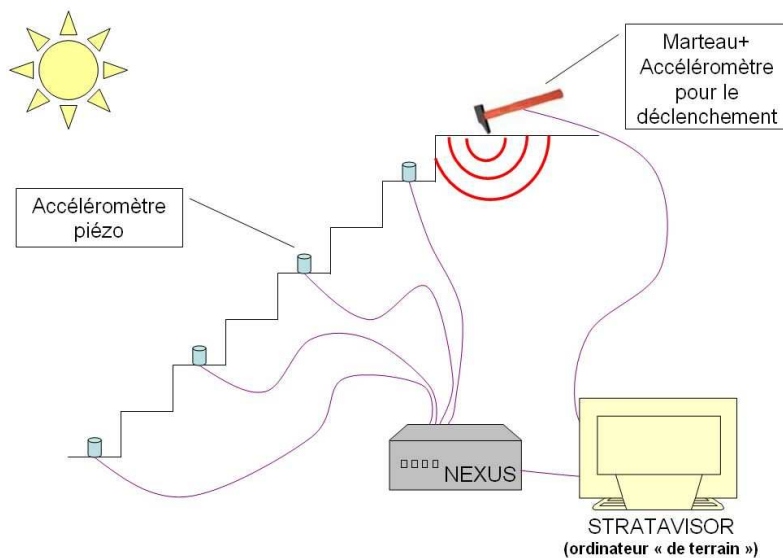 Marteau+
Accéléromètre
pour le
déclenchement
Accéléromètre
piézo
NEXUS
STRATAVISOR
(ordinateur « de terrain »)